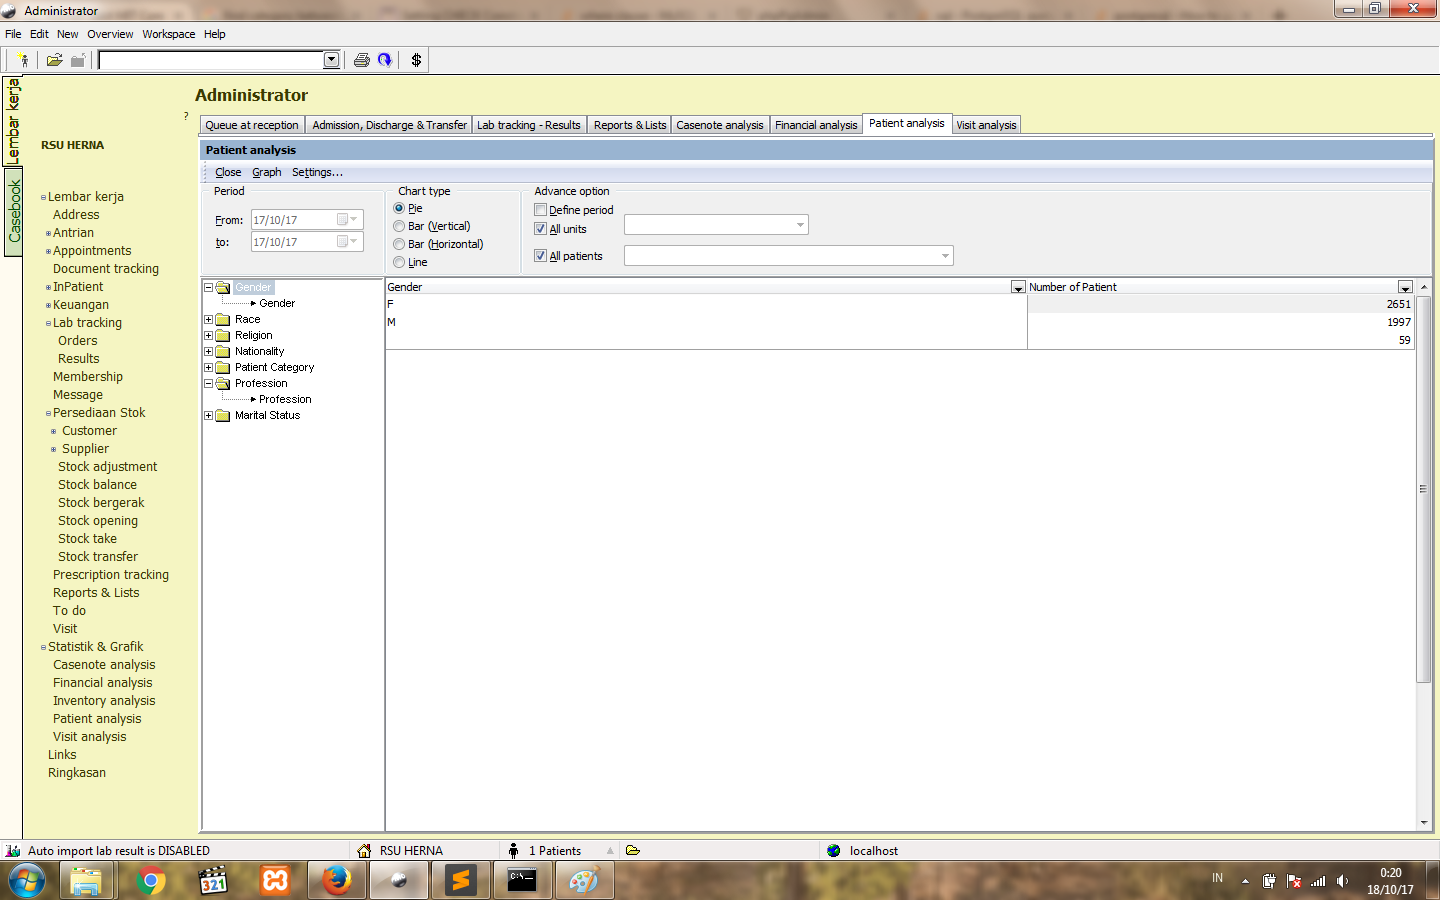 Administrator
File Edit New Overview Workspace Help
$
Lembar kerja
Casebook
?
RSU HERNA
Lembar kerja
Address
Antrian
Appointments
Document tracking
InPatient
Keuangan
Lab tracking
Orders
Results
Membership
Message
Persediaan Stok
Customer
Supplier
Stock adjustment
Stock balance
Stock bergerak
Stock opening
Stock take
Stock transfer
Prescription tracking
Reports & Lists
To do
Visit
Statistik & Grafik
Casenote analysis
Financial analysis
Inventory analysis
Patient analysis
Visit analysis
Links
Ringkasan
Administrator
Queue at reception Admission, Discharge & Transfer Lab tracking - Results Reports & Lists Casenote analysis Financial analysis Patient analysis Visit analysis
Patient analysis
Close Graph Settings...
Period
From: 17/10/17
to: 17/10/17
Chart type
Pie
Bar (Vertical)
Bar (Horizontal)
Line
Advance option
Define period
All units
All patients
Gender
Gender
Race
Religion
Nationality
Patient Category
Profession
Profession
Marital Status
Gender Number of Patient
F 2651
M 1997
59
Auto import lab result is DISABLED RSU HERNA 1 Patients localhost
321
C:\.
IN
0:20
18/10/17